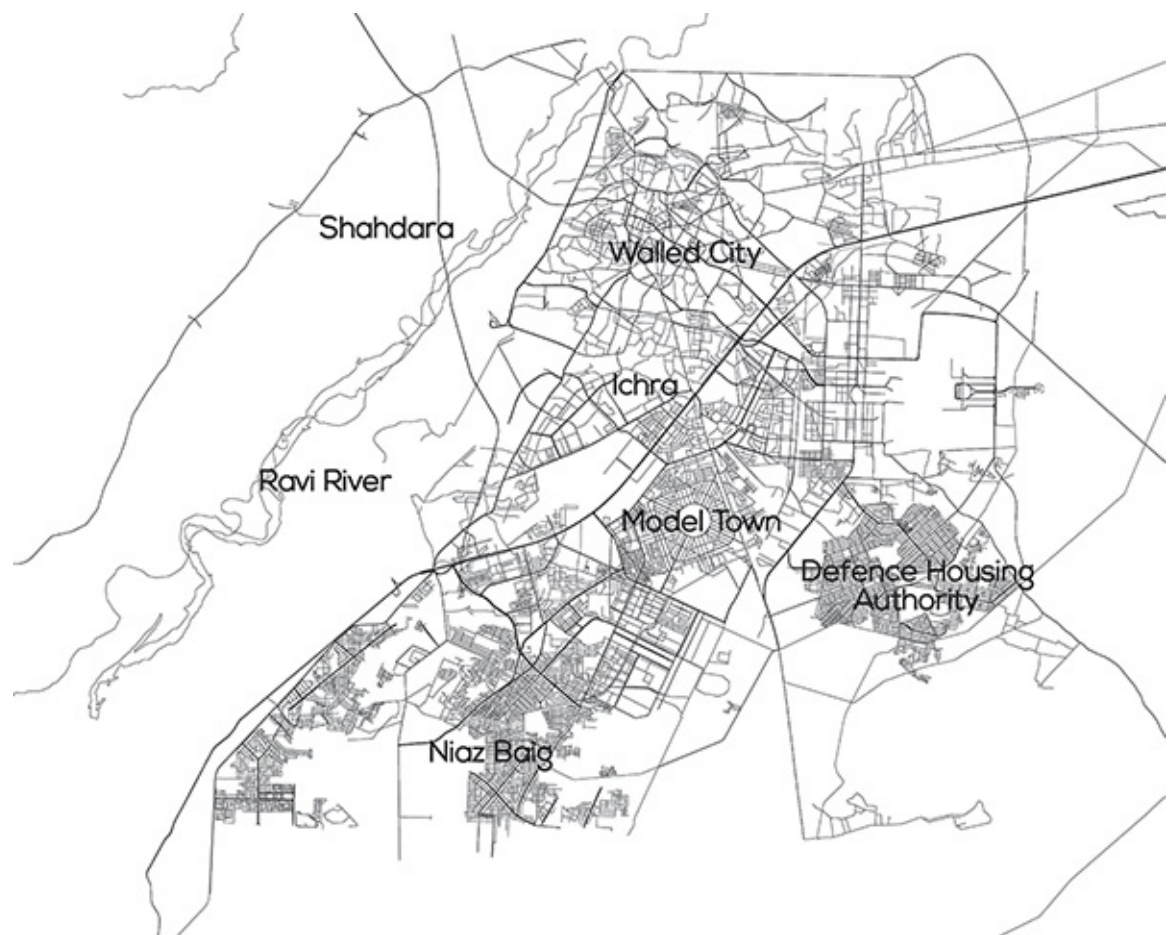 Shahdara
Walled City
Ichra
Ravi River
Model Town
Defence Housing
Authority
Niaz Baig